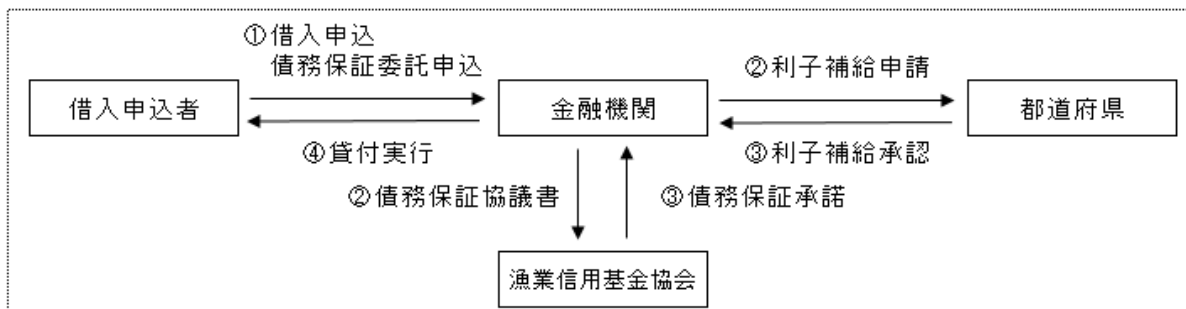 ①借入申込
債務保証委託申込
②利子補給申請
借入申込者
金融機関
都道府県
④貸付実行
③利子補給承認
②債務保証協議書
③債務保証承諾
漁業信用基金協会